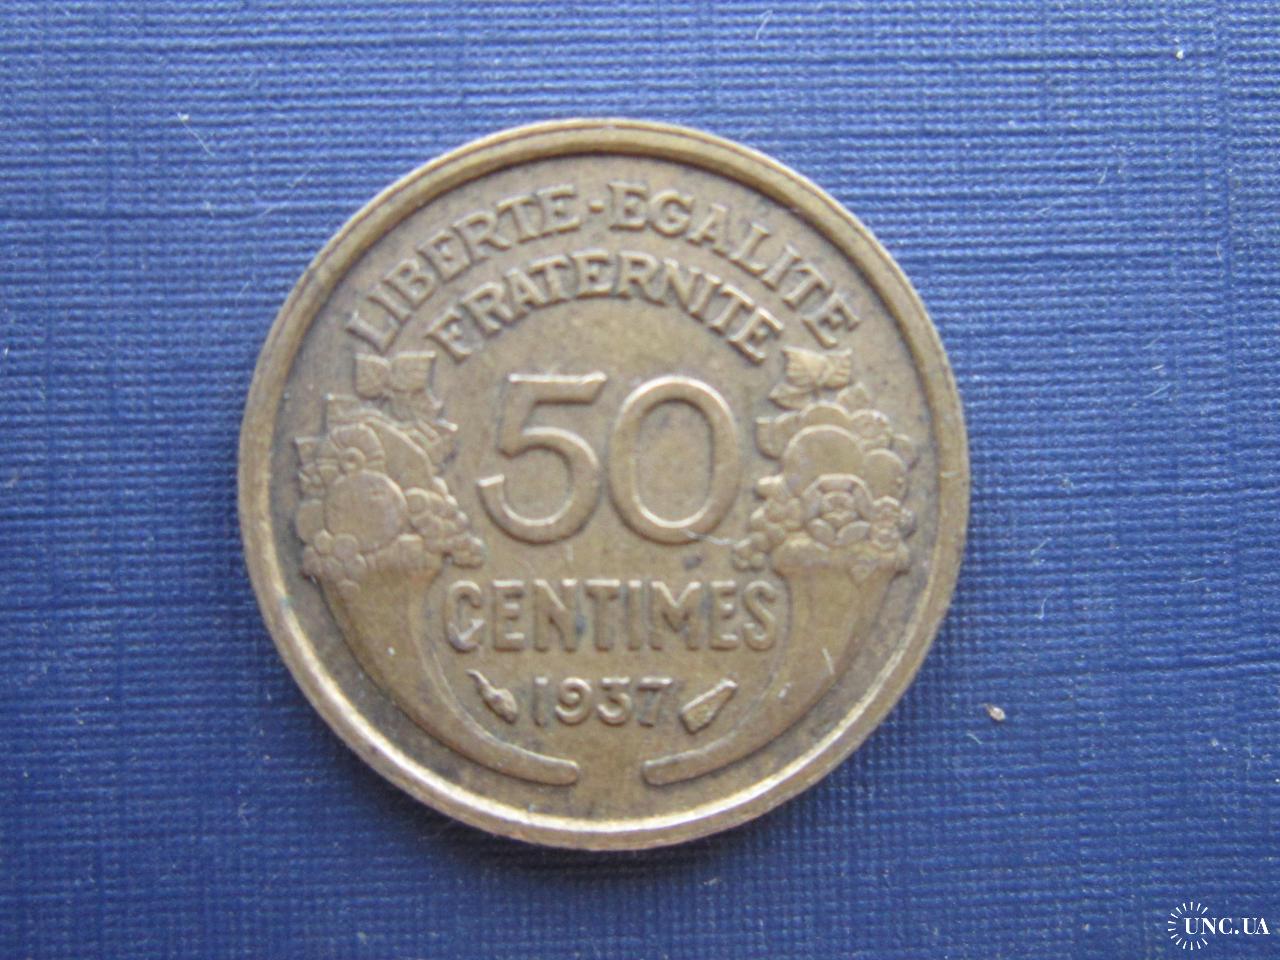 LIBERTE-EGALITE
FRATERNITE
50
CENTIMES
1937
UNC.UA